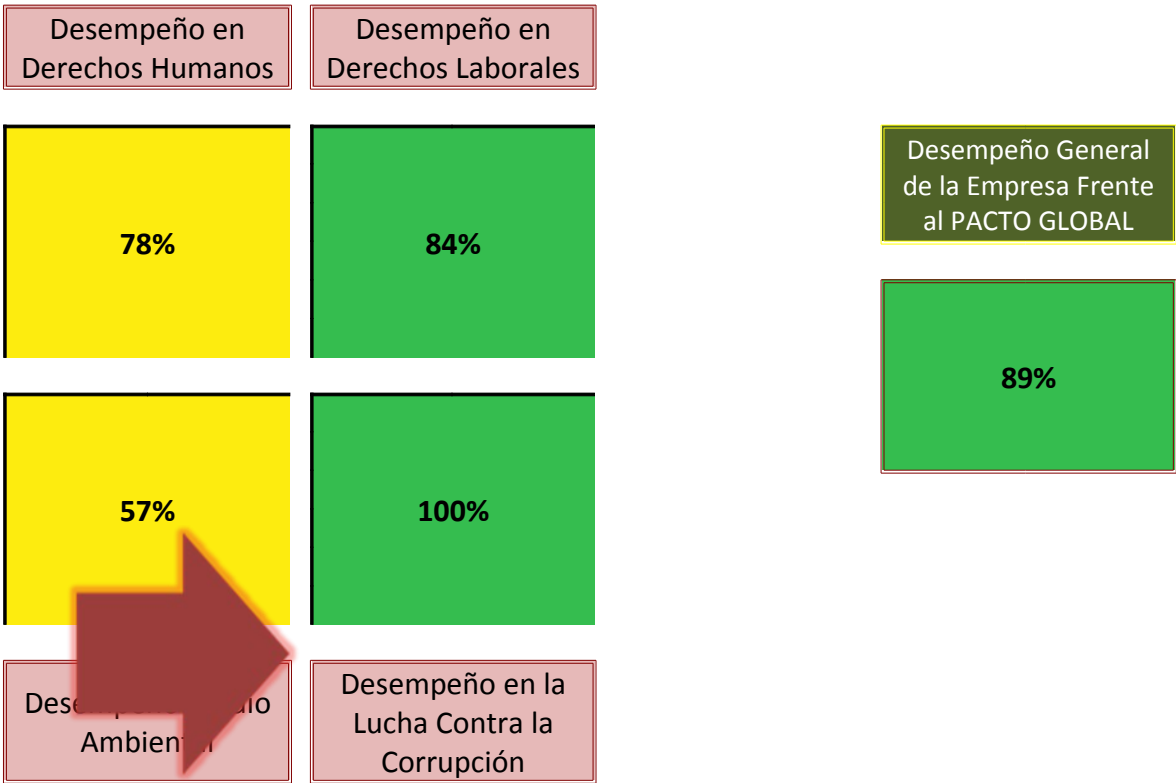 Desempeño en
Derechos Humanos
Desempeño en
Derechos Laborales
78%
84%
57%
100%
Desempeño en la
Lucha Contra la
Corrupción
Desempeño General
de la Empresa Frente
al PACTO GLOBAL
89%